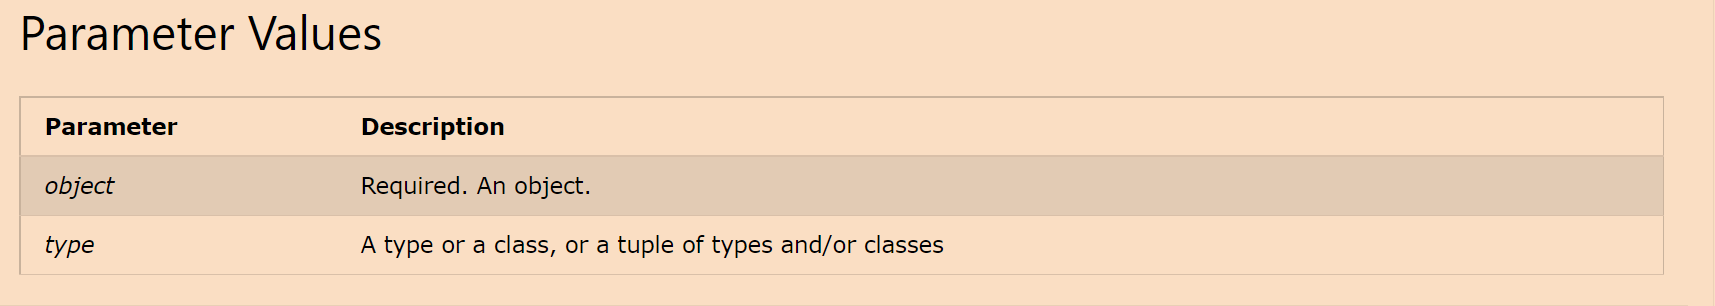 Parameter Values
Parameter Description
object Required. An object.
type A type or a class, or a tuple of types and/or classes